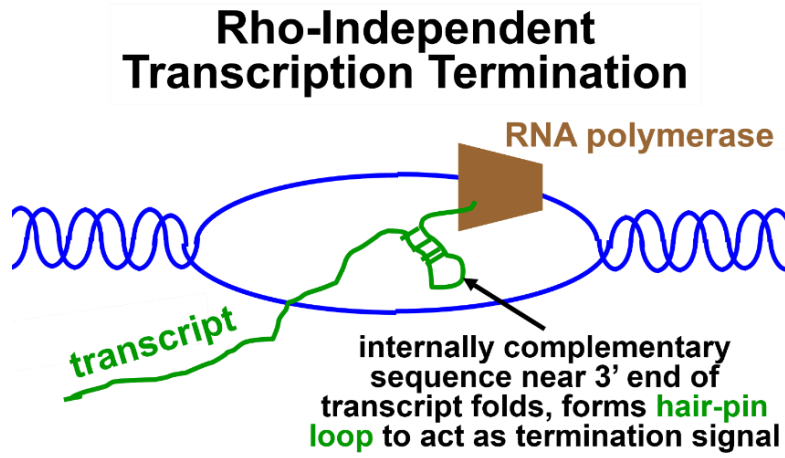 Rho-Independent
Transcription Termination
RNA polymerase
transcript
internally complementary
sequence near 3' end of
transcript folds, forms hair-pin
loop to act as termination signal